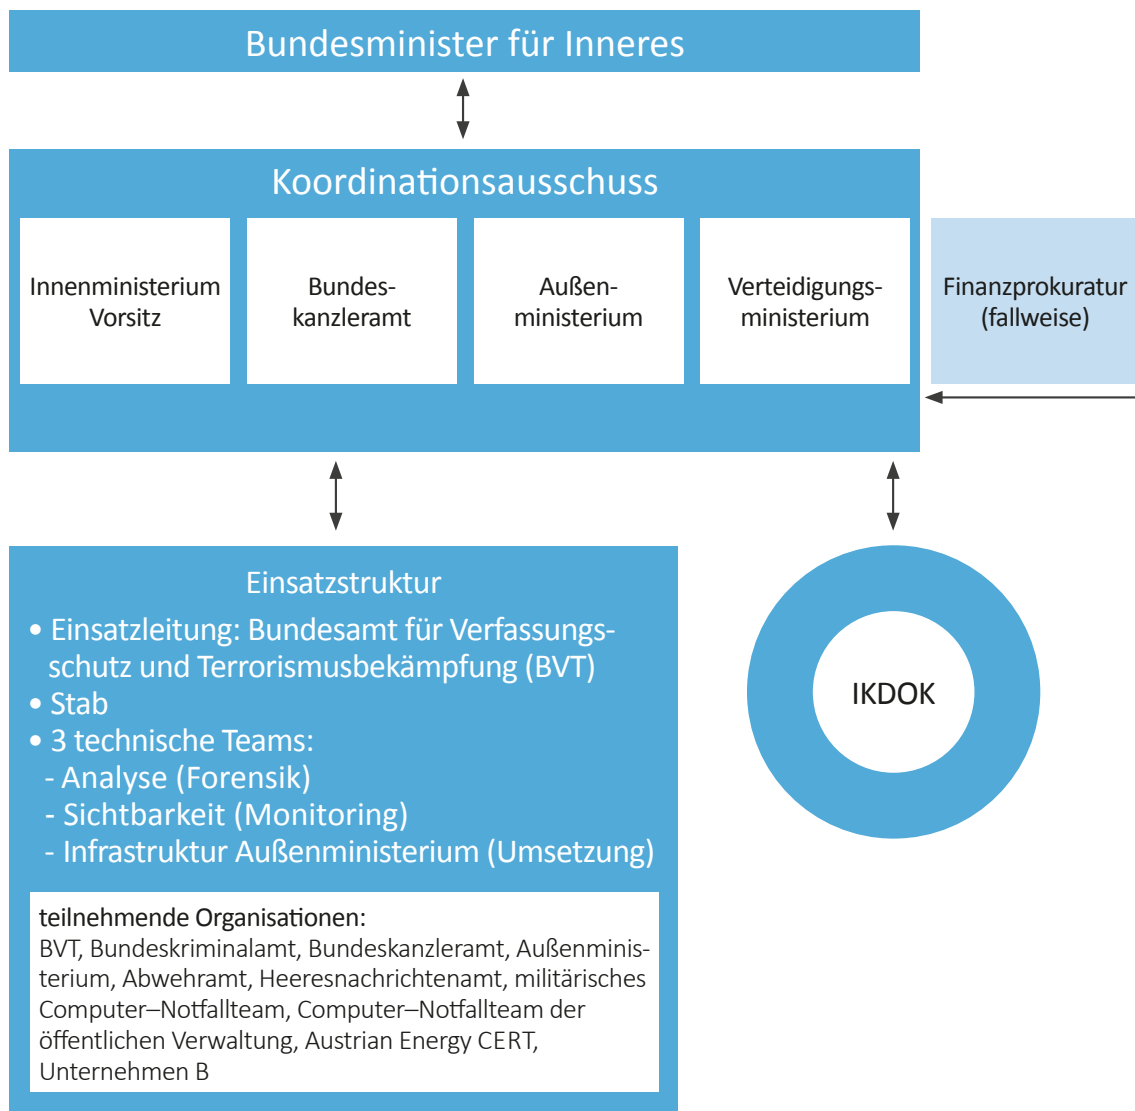 Bundesminister für Inneres
Koordinationsausschuss
Innenministerium
Vorsitz
Bundes-
kanzleramt
Außen-
ministerium
Verteidigungs-
ministerium
Finanzprokuratur
(fallweise)
Einsatzstruktur
• Einsatzleitung: Bundesamt für Verfassungs-
schutz und Terrorismusbekämpfung (BVT)
• Stab
• 3 technische Teams:
- Analyse (Forensik)
- Sichtbarkeit (Monitoring)
- Infrastruktur Außenministerium (Umsetzung)
teilnehmende Organisationen:
BVT, Bundeskriminalamt, Bundeskanzleramt, Außenminis-
terium, Abwehramt, Heeresnachrichtenamt, militärisches
Computer–Notfallteam, Computer–Notfallteam der
öffentlichen Verwaltung, Austrian Energy CERT,
Unternehmen B
IKDOK